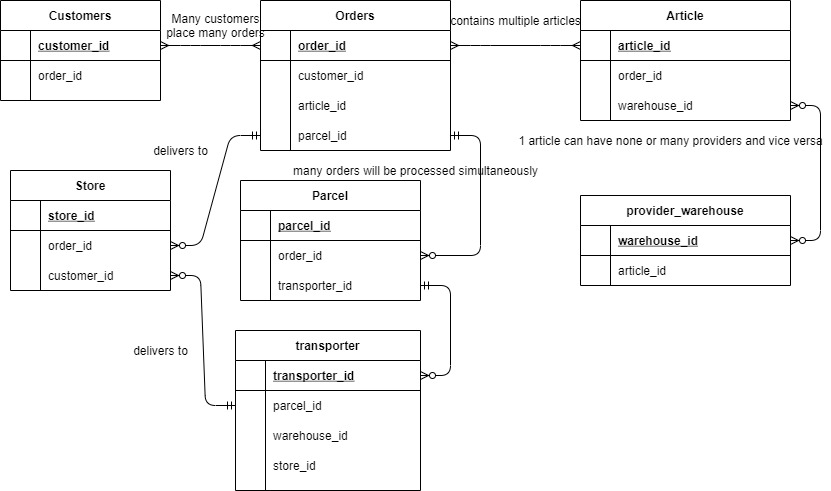 Customers
customer_id
order_id
Many customers
place many orders
Orders
order_id
customer_id
article_id
parcel_id
contains multiple articles
Article
article_id
order_id
warehouse_id
1 article can have none or many providers and vice versa
delivers to
many orders will be processed simultaneously
Store
store_id
order_id
customer_id
Parcel
parcel_id
order_id
transporter_id
provider_warehouse
warehouse_id
article_id
delivers to
transporter
transporter_id
parcel_id
warehouse_id
store_id